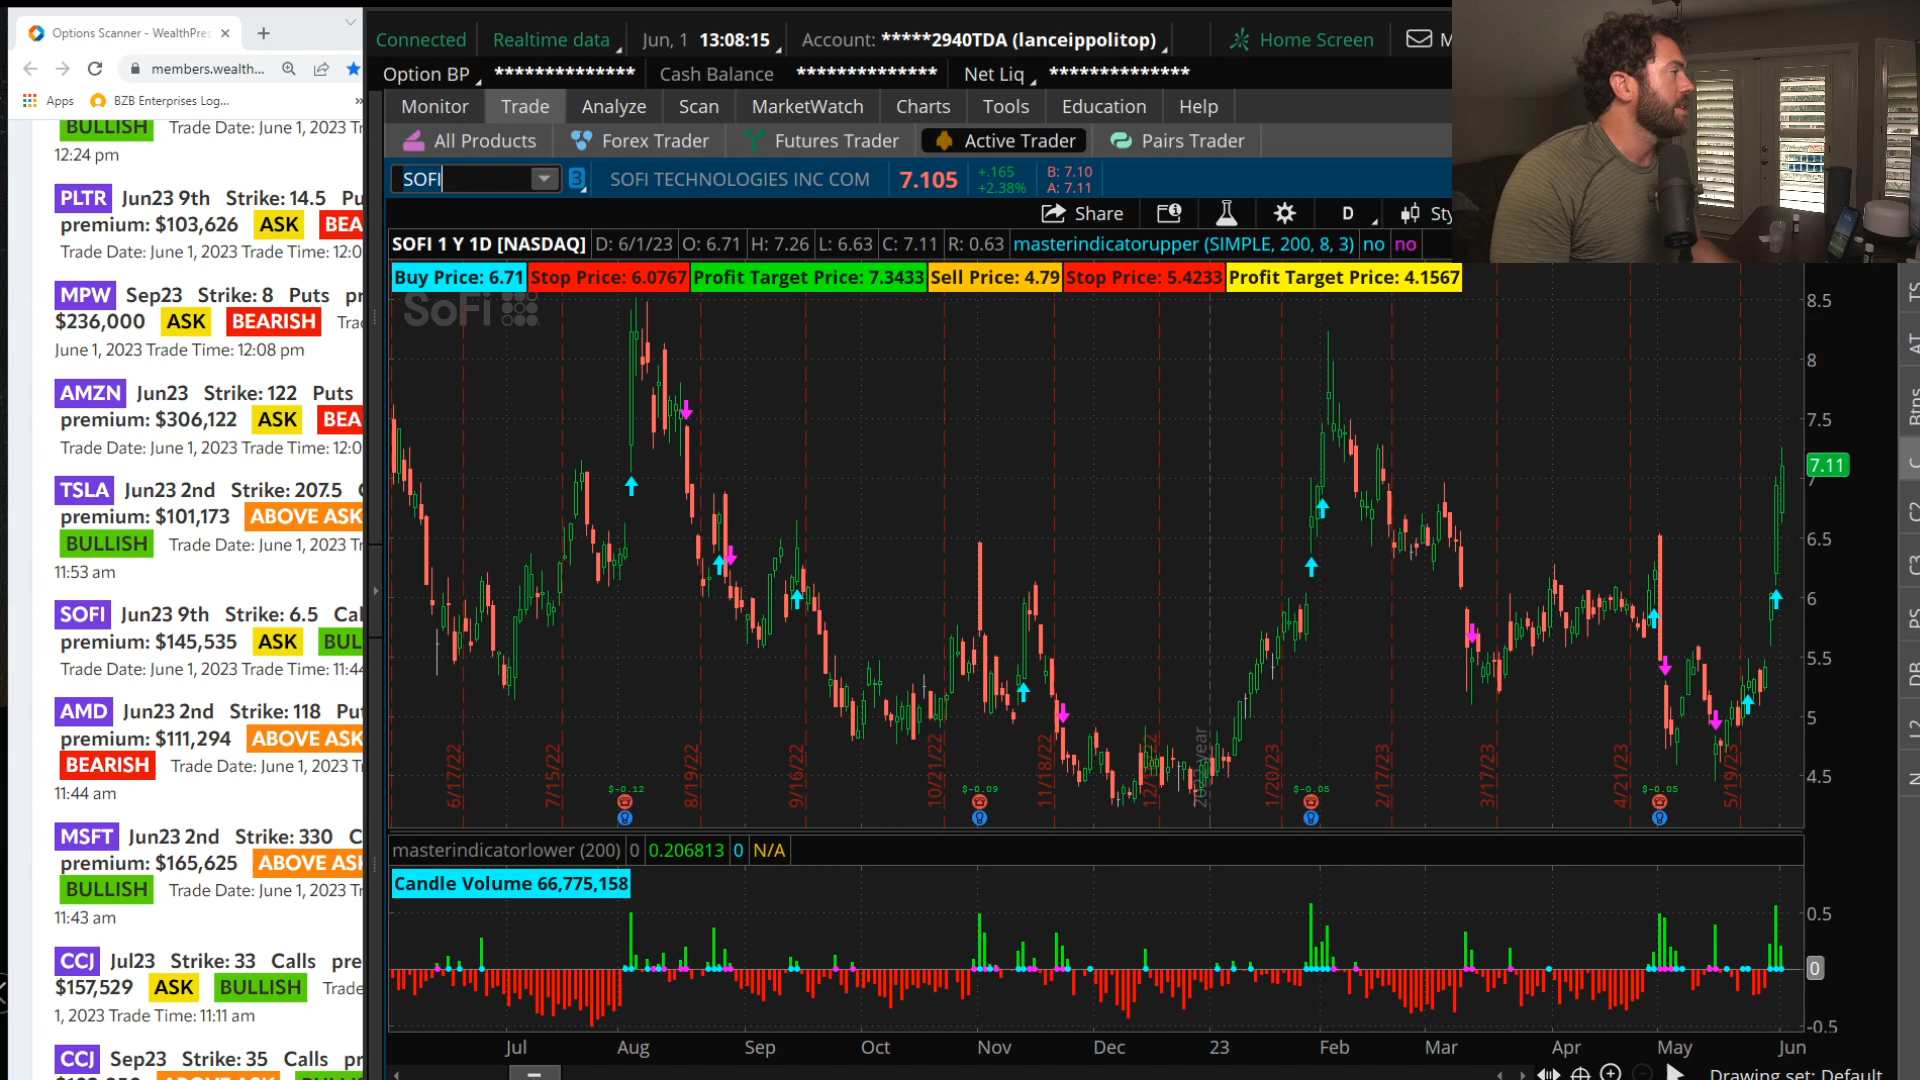 Options Scanner - WealthPres
Connected Realtime data Jun, 1 13:08:15 Account: *****2940TDA (lanceippolitop) Home Screen M
members.wealth...
Option BP ************** Cash Balance ************** Net Liq **************
Apps BZB Enterprises Log... »
Monitor Trade Analyze Scan MarketWatch Charts Tools Education Help
All Products Forex Trader Futures Trader Active Trader Pairs Trader
SOFI 3 SOFI TECHNOLOGIES INC COM 7.105 +.165 +2.38% B: 7.10 A: 7.11
Share D Sty
SOFI 1 Y 1D [NASDAQ] D: 6/1/23 O: 6.71 H: 7.26 L: 6.63 C: 7.11 R: 0.63 masterindicatorupper (SIMPLE, 200, 8, 3) no no
Buy Price: 6.71 Stop Price: 6.0767 Profit Target Price: 7.3433 Sell Price: 4.79 Stop Price: 5.4233 Profit Target Price: 4.1567
SoFi
BULLISH Trade Date: June 1, 2023 Tr
12:24 pm
PLTR Jun23 9th Strike: 14.5 Pu
premium: $103,626 ASK BEA
Trade Date: June 1, 2023 Trade Time: 12:0
MPW Sep23 Strike: 8 Puts pr
$236,000 ASK BEARISH Trad
June 1, 2023 Trade Time: 12:08 pm
AMZN Jun23 Strike: 122 Puts
premium: $306,122 ASK BEA
Trade Date: June 1, 2023 Trade Time: 12:0
TSLA Jun23 2nd Strike: 207.5 C
premium: $101,173 ABOVE ASK
BULLISH Trade Date: June 1, 2023 Tr
11:53 am
SOFI Jun23 9th Strike: 6.5 Cal
premium: $145,535 ASK BUL
Trade Date: June 1, 2023 Trade Time: 11:44
AMD Jun23 2nd Strike: 118 Put
premium: $111,294 ABOVE ASK
BEARISH Trade Date: June 1, 2023 T
11:44 am
MSFT Jun23 2nd Strike: 330 C
premium: $165,625 ABOVE ASK
BULLISH Trade Date: June 1, 2023 Tr
11:43 am
CCJ Jul23 Strike: 33 Calls pre
$157,529 ASK BULLISH Trade
1, 2023 Trade Time: 11:11 am
CCJ Sep23 Strike: 35 Calls pr
8.5
8
7.5
7.11
7
6.5
6
5.5
5
4.5
6/17/22 7/15/22 8/19/22 9/16/22 10/21/22 11/18/22 2022 year 1/20/23 2/17/23 3/17/23 4/21/23 5/19/23
$-0.12 $-0.09 $-0.05 $-0.05
masterindicatorlower (200) 0 0.206813 0 N/A
Candle Volume 66,775,158
0.5
0
-0.5
Jul Aug Sep Oct Nov Dec 23 Feb Mar Apr May Jun
Drawing set: Default
TS
AT
Btns
C
C2
C3
PS
DB
L2
N